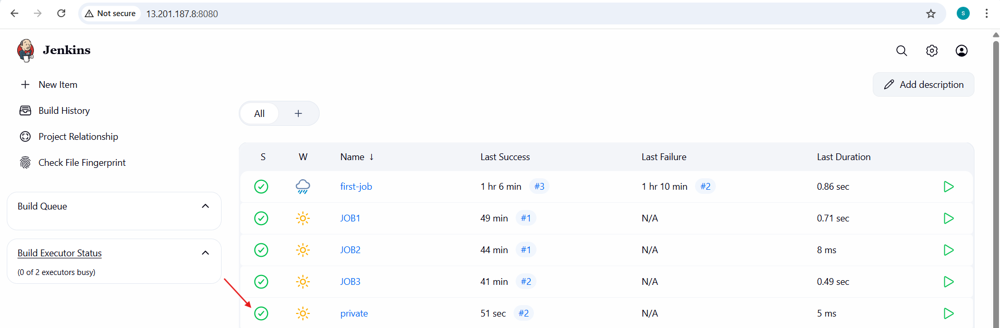 Not secure 13.201.187.8:8080 S
Jenkins
New Item
Add description
Build History
All +
Project Relationship
Check File Fingerprint
S W Name ↓ Last Success Last Failure Last Duration
first-job 1 hr 6 min #3 1 hr 10 min #2 0.86 sec
Build Queue
JOB1 49 min #1 N/A 0.71 sec
JOB2 44 min #1 N/A 8 ms
Build Executor Status
(0 of 2 executors busy)
JOB3 41 min #2 N/A 0.49 sec
private 51 sec #2 N/A 5 ms